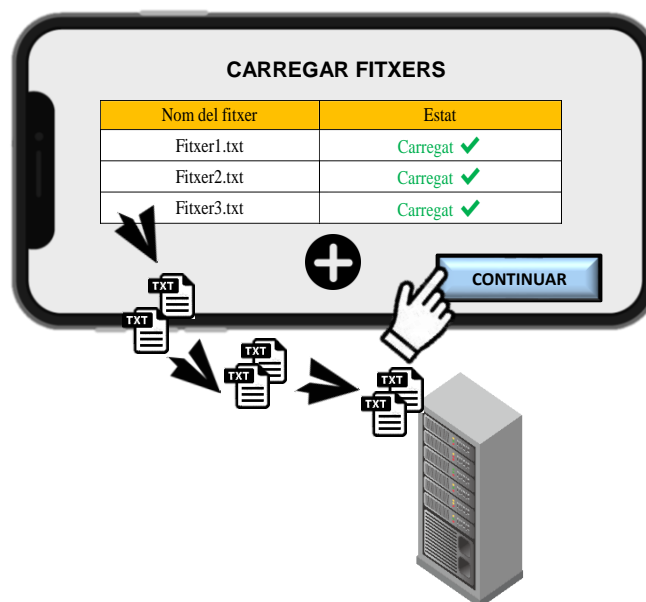 CARREGAR FITXERS
Nom del fitxer Estat
Fitxer1.txt Carregat
Fitxer2.txt Carregat
Fitxer3.txt Carregat
CONTINUAR
TXT
TXT
TXT
TXT
TXT
TXT